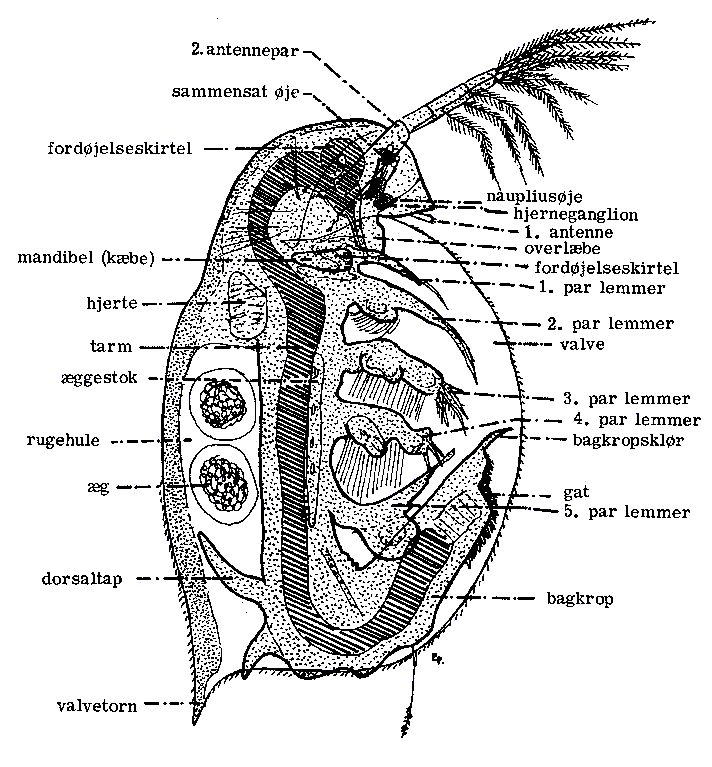 2. antennepar
sammensat øje
fordøjelseskirtel
naupliusøje
hjerneganglion
1. antenne
overlæbe
mandibel (kæbe)
fordøjelseskirtel
1. par lemmer
hjerte
2. par lemmer
tarm
valve
æggestok
3. par lemmer
4. par lemmer
rugehule
bagkropsklør
æg
gat
5. par lemmer
dorsaltap
bagkrop
valvetorn